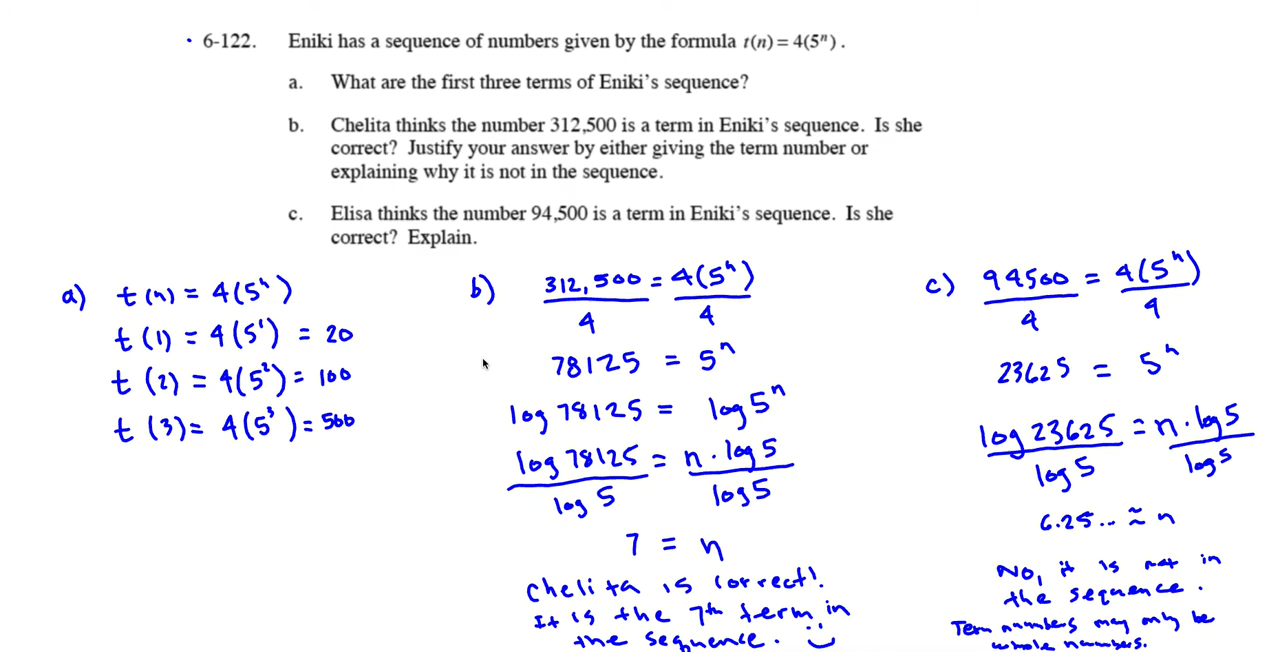 6-122. Eniki has a sequence of numbers given by the formula t(n) = 4(5ⁿ).
a. What are the first three terms of Eniki's sequence?
b. Chelita thinks the number 312,500 is a term in Eniki's sequence. Is she
correct? Justify your answer by either giving the term number or
explaining why it is not in the sequence.
c. Elisa thinks the number 94,500 is a term in Eniki's sequence. Is she
correct? Explain.
a) t(n) = 4(5ⁿ)
t(1) = 4(5¹) = 20
t(2) = 4(5²) = 100
t(3) = 4(5³) = 500
b) 312,500 = 4(5ⁿ)
4 4
78125 = 5ⁿ
log 78125 = log 5ⁿ
log 78125 = n · log 5
log 5 log 5
7 = n
Chelita is correct!
It is the 7th term in
the sequence.
c) 94500 = 4(5ⁿ)
4 4
23625 = 5ⁿ
log 23625 = n · log 5
log 5 log 5
6.25... ≈ n
No, it is not in
the sequence.
Term numbers may only be
whole numbers.